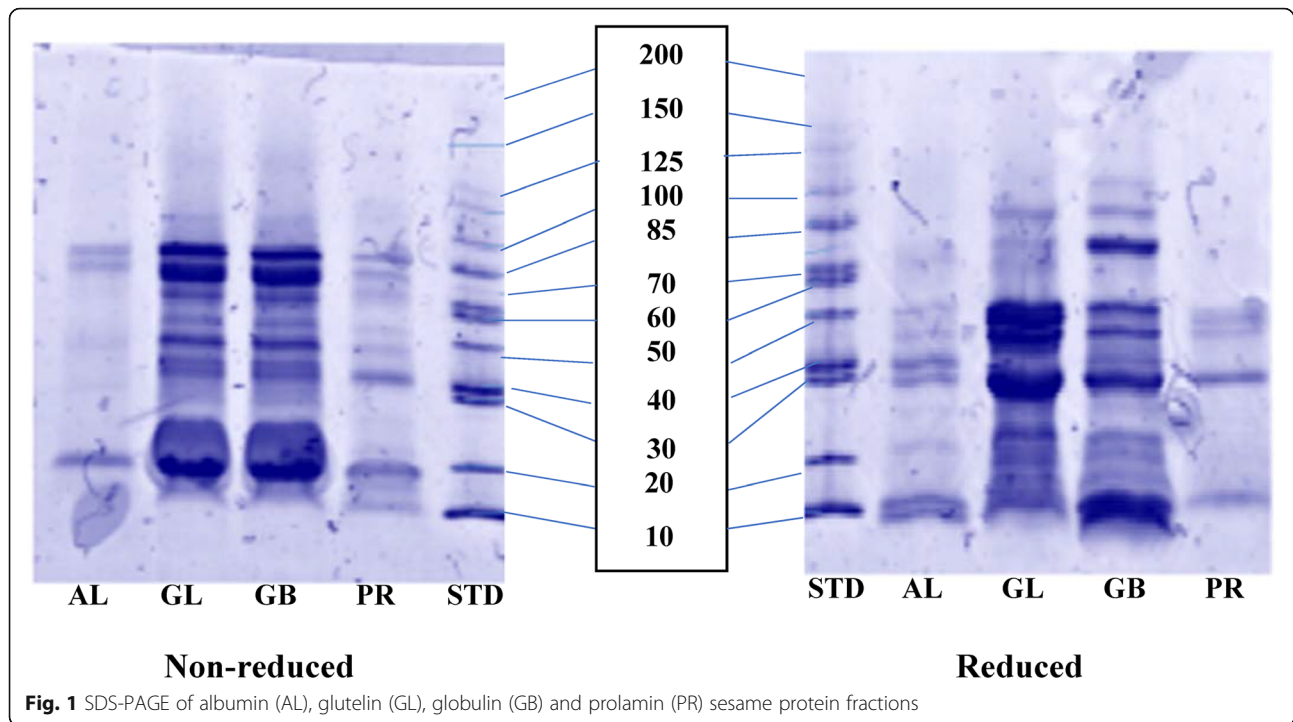 200
150
125
100
85
70
60
50
40
30
20
10
AL GL GB PR STD
STD AL GL GB PR
Non-reduced
Reduced
Fig. 1 SDS-PAGE of albumin (AL), glutelin (GL), globulin (GB) and prolamin (PR) sesame protein fractions